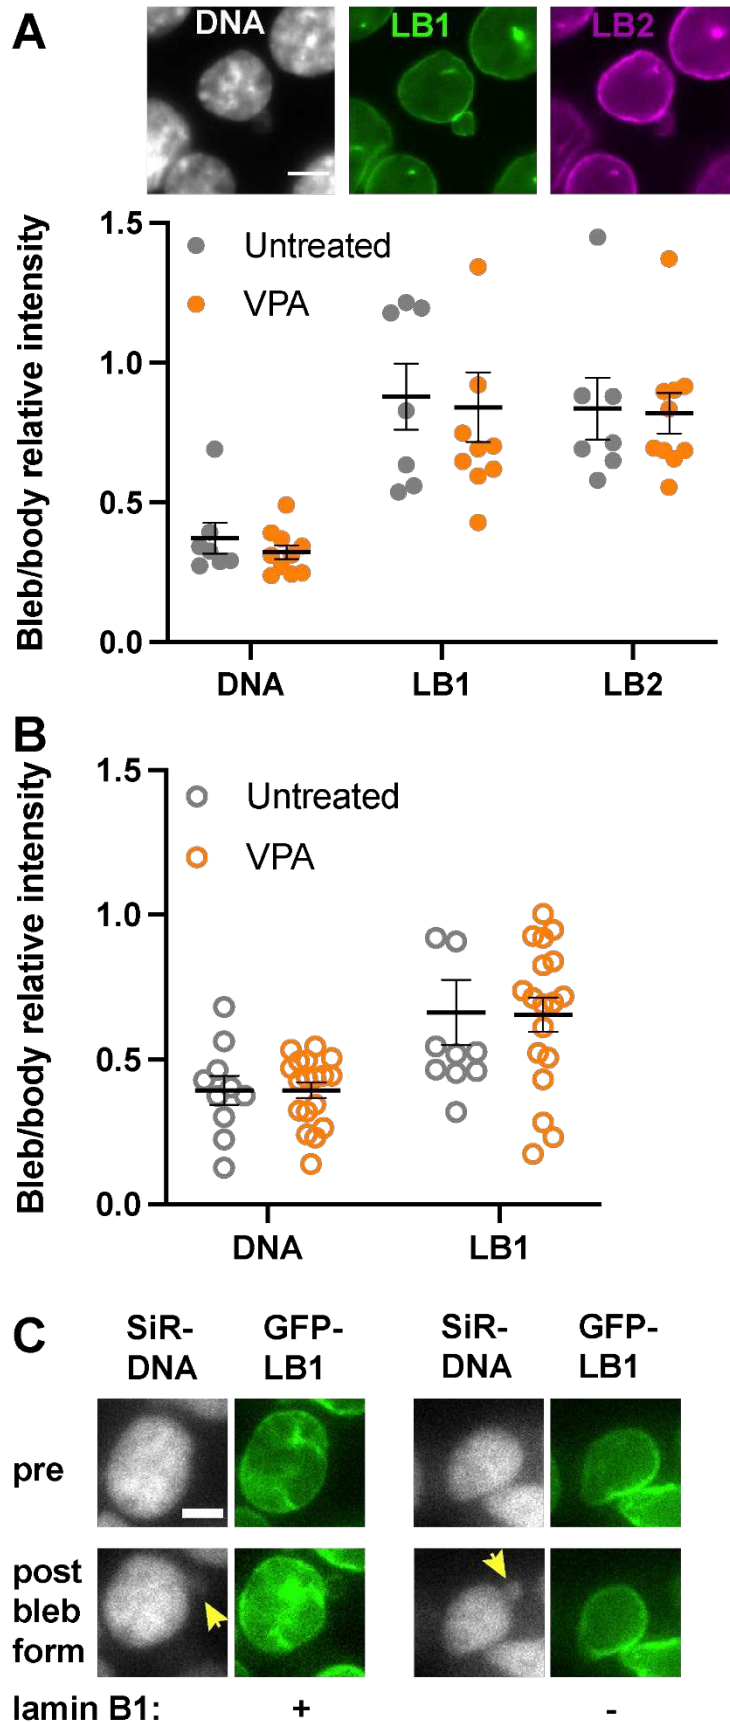 A
DNA LB1 LB2
Bleb/body relative intensity
1.5
1.0
0.5
0.0
Untreated
VPA
DNA LB1 LB2
B
Bleb/body relative intensity
1.5
1.0
0.5
0.0
Untreated
VPA
DNA LB1
C
SiR- GFP- SiR- GFP-
DNA LB1 DNA LB1
pre
post
bleb
form
lamin B1: + -